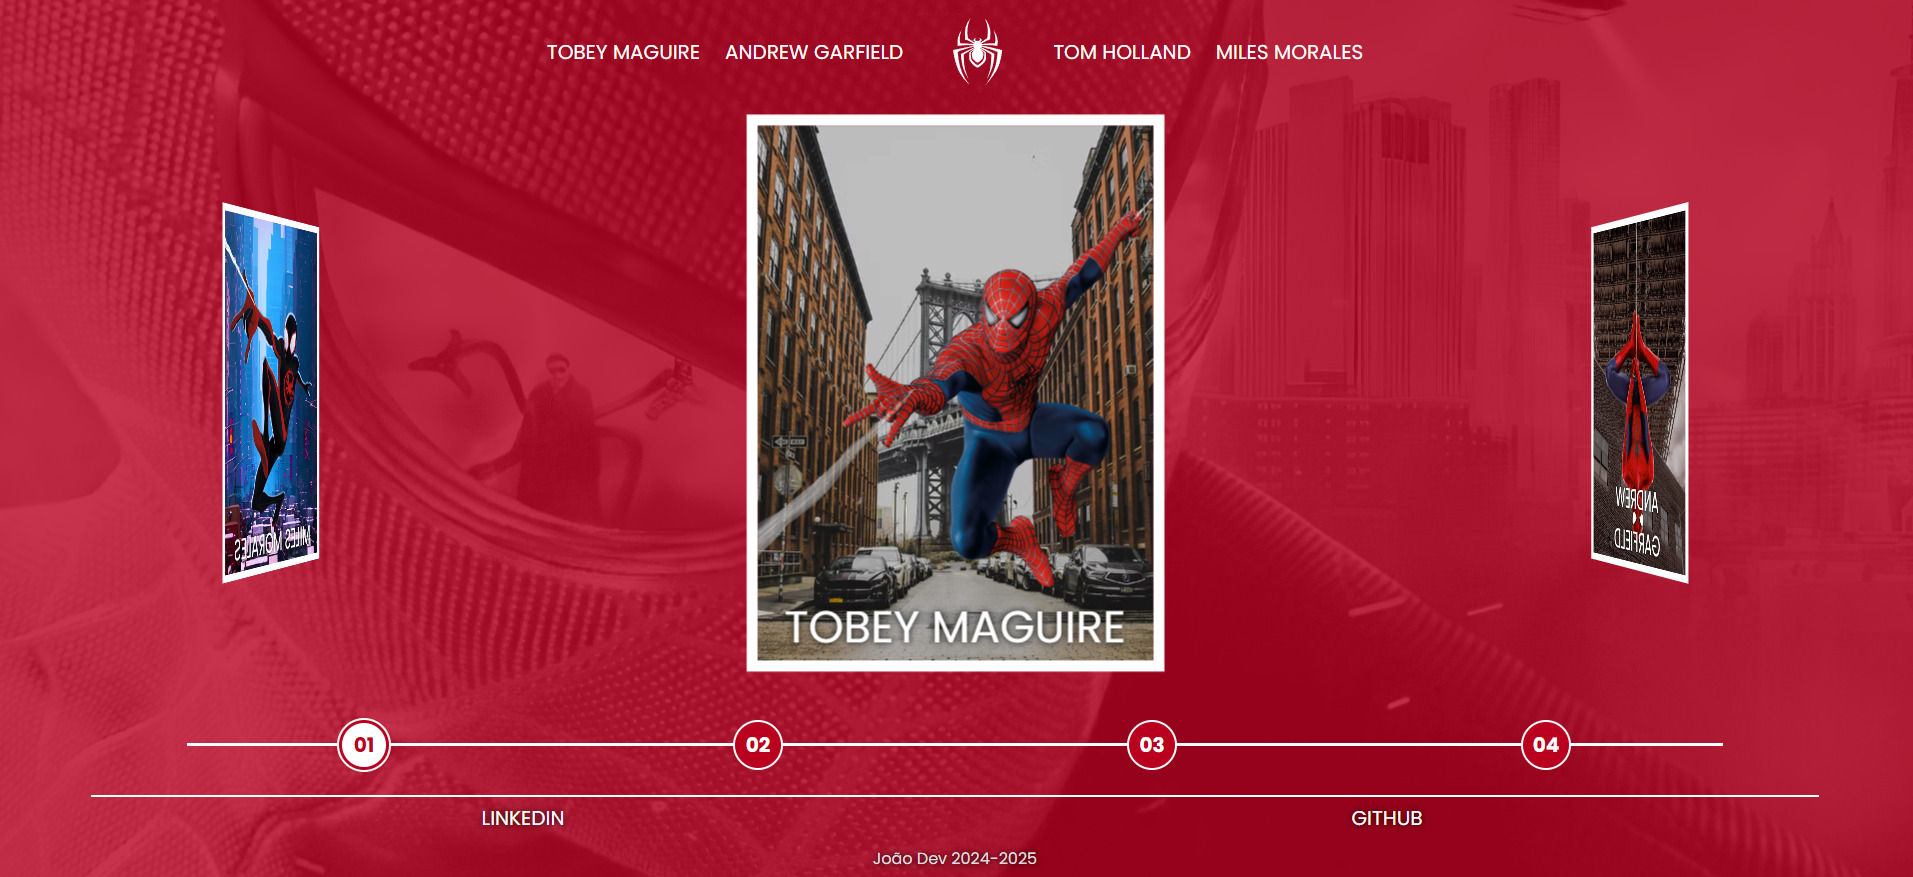 TOBEY MAGUIRE ANDREW GARFIELD TOM HOLLAND MILES MORALES
MILES MORALES
TOBEY MAGUIRE
ANDREW
GARFIELD
01 02 03 04
LINKEDIN GITHUB
João Dev 2024-2025